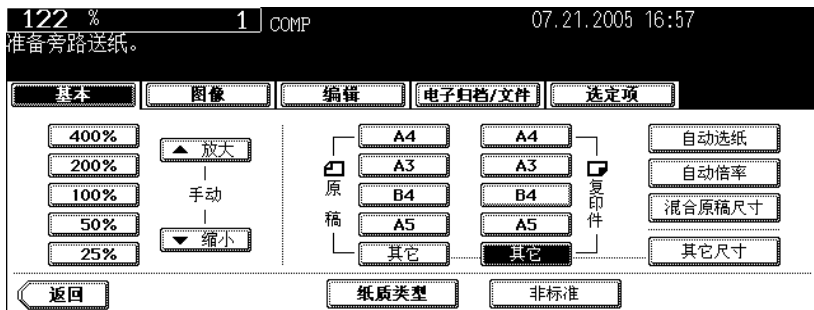 122 % 1 COMP 07.21.2005 16:57
准备旁路送纸。
基本 图像 编辑 电子归档/文件 选定项
400% ▲ 放大 A4 A4 自动选纸
200% A3 A3 自动倍率
100% 手动 原稿 B4 B4 复印件 混合原稿尺寸
50% ▼ 缩小 A5 A5
25% 其它 其它 其它尺寸
返回 纸质类型 非标准